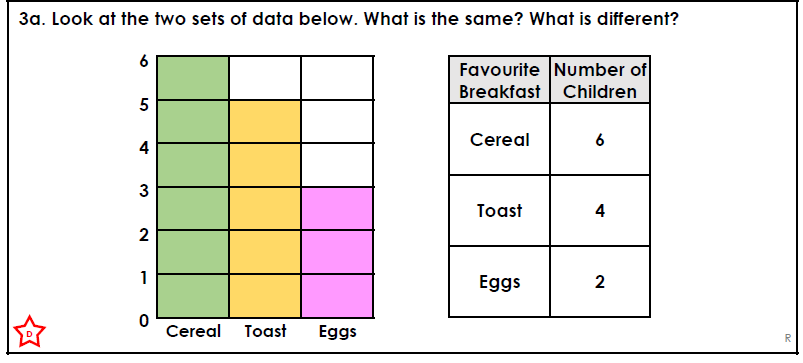 3a. Look at the two sets of data below. What is the same? What is different?
6
5
4
3
2
1
0
Cereal Toast Eggs
Favourite Breakfast Number of Children
Cereal 6
Toast 4
Eggs 2
D
R